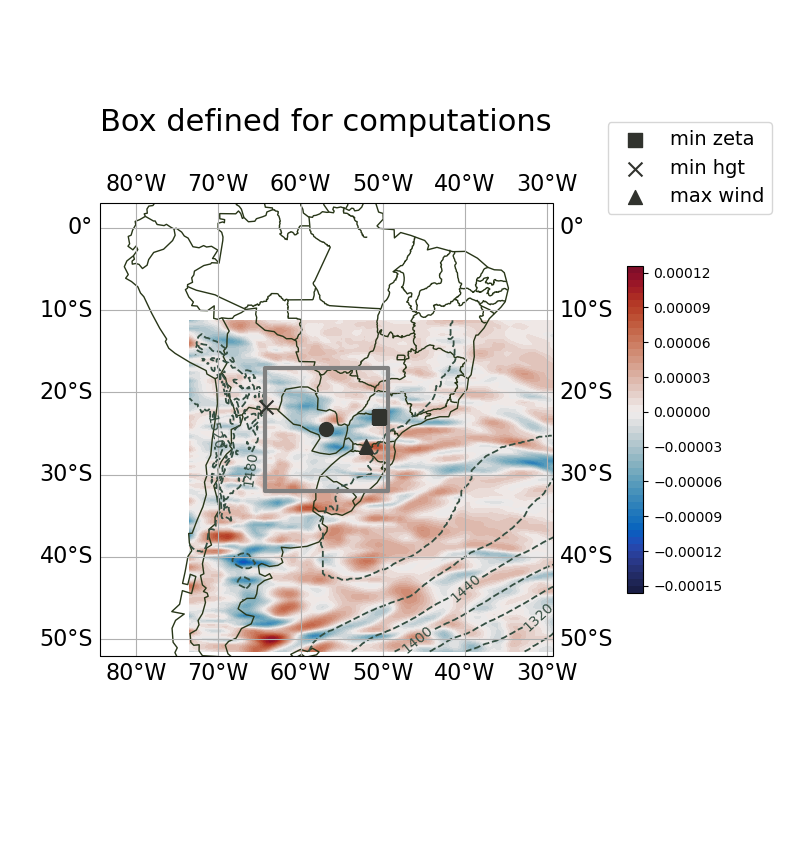 Box defined for computations
min zeta
min hgt
max wind
80°W 70°W 60°W 50°W 40°W 30°W
0° 0°
10°S 10°S
20°S 20°S
30°S 30°S
40°S 40°S
50°S 50°S
80°W 70°W 60°W 50°W 40°W 30°W
1480
1440
1400
1320
0.00012
0.00009
0.00006
0.00003
0.00000
−0.00003
−0.00006
−0.00009
−0.00012
−0.00015